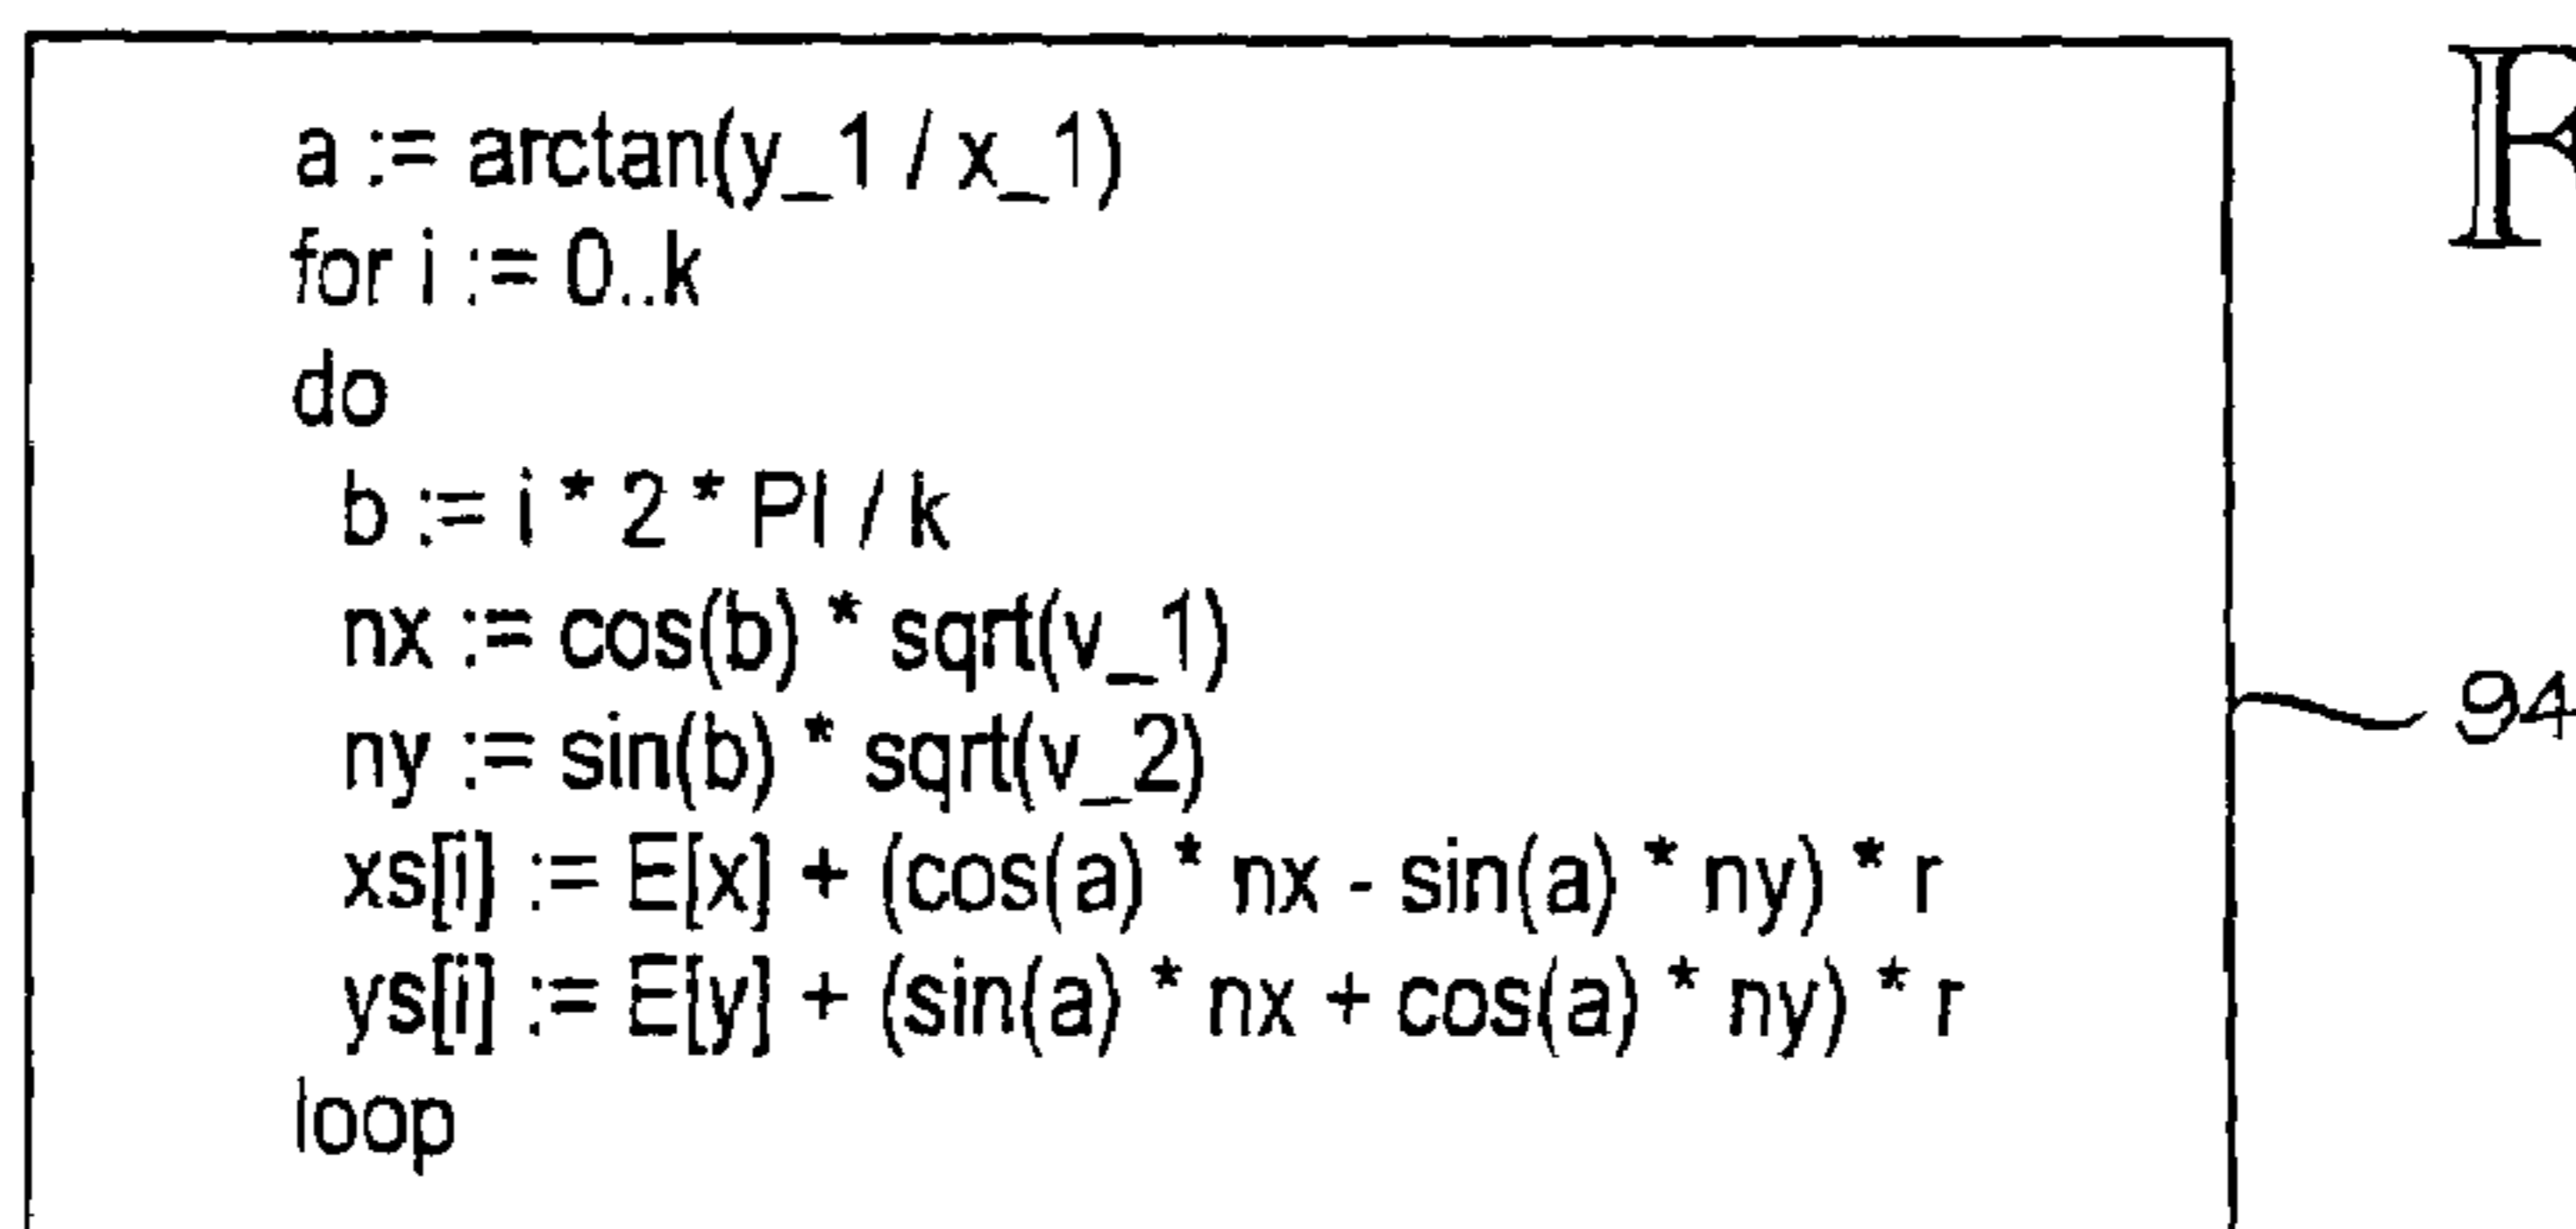 a := arctan(y_1 / x_1)
for i := 0..k
do
b := i * 2 * PI / k
nx := cos(b) * sqrt(v_1)
ny := sin(b) * sqrt(v_2)
xs[i] := E[x] + (cos(a) * nx - sin(a) * ny) * r
ys[i] := E[y] + (sin(a) * nx + cos(a) * ny) * r
loop
94